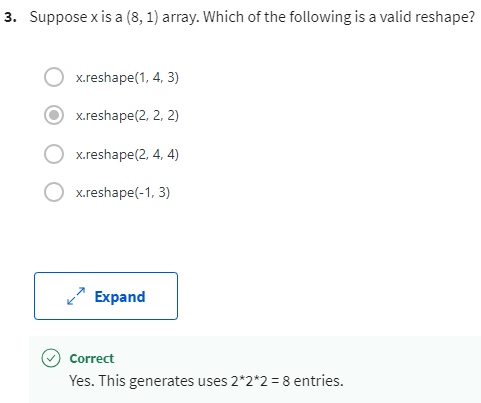 3. Suppose x is a (8, 1) array. Which of the following is a valid reshape?
x.reshape(1, 4, 3)
x.reshape(2, 2, 2)
x.reshape(2, 4, 4)
x.reshape(-1, 3)
Expand
Correct
Yes. This generates uses 2*2*2 = 8 entries.